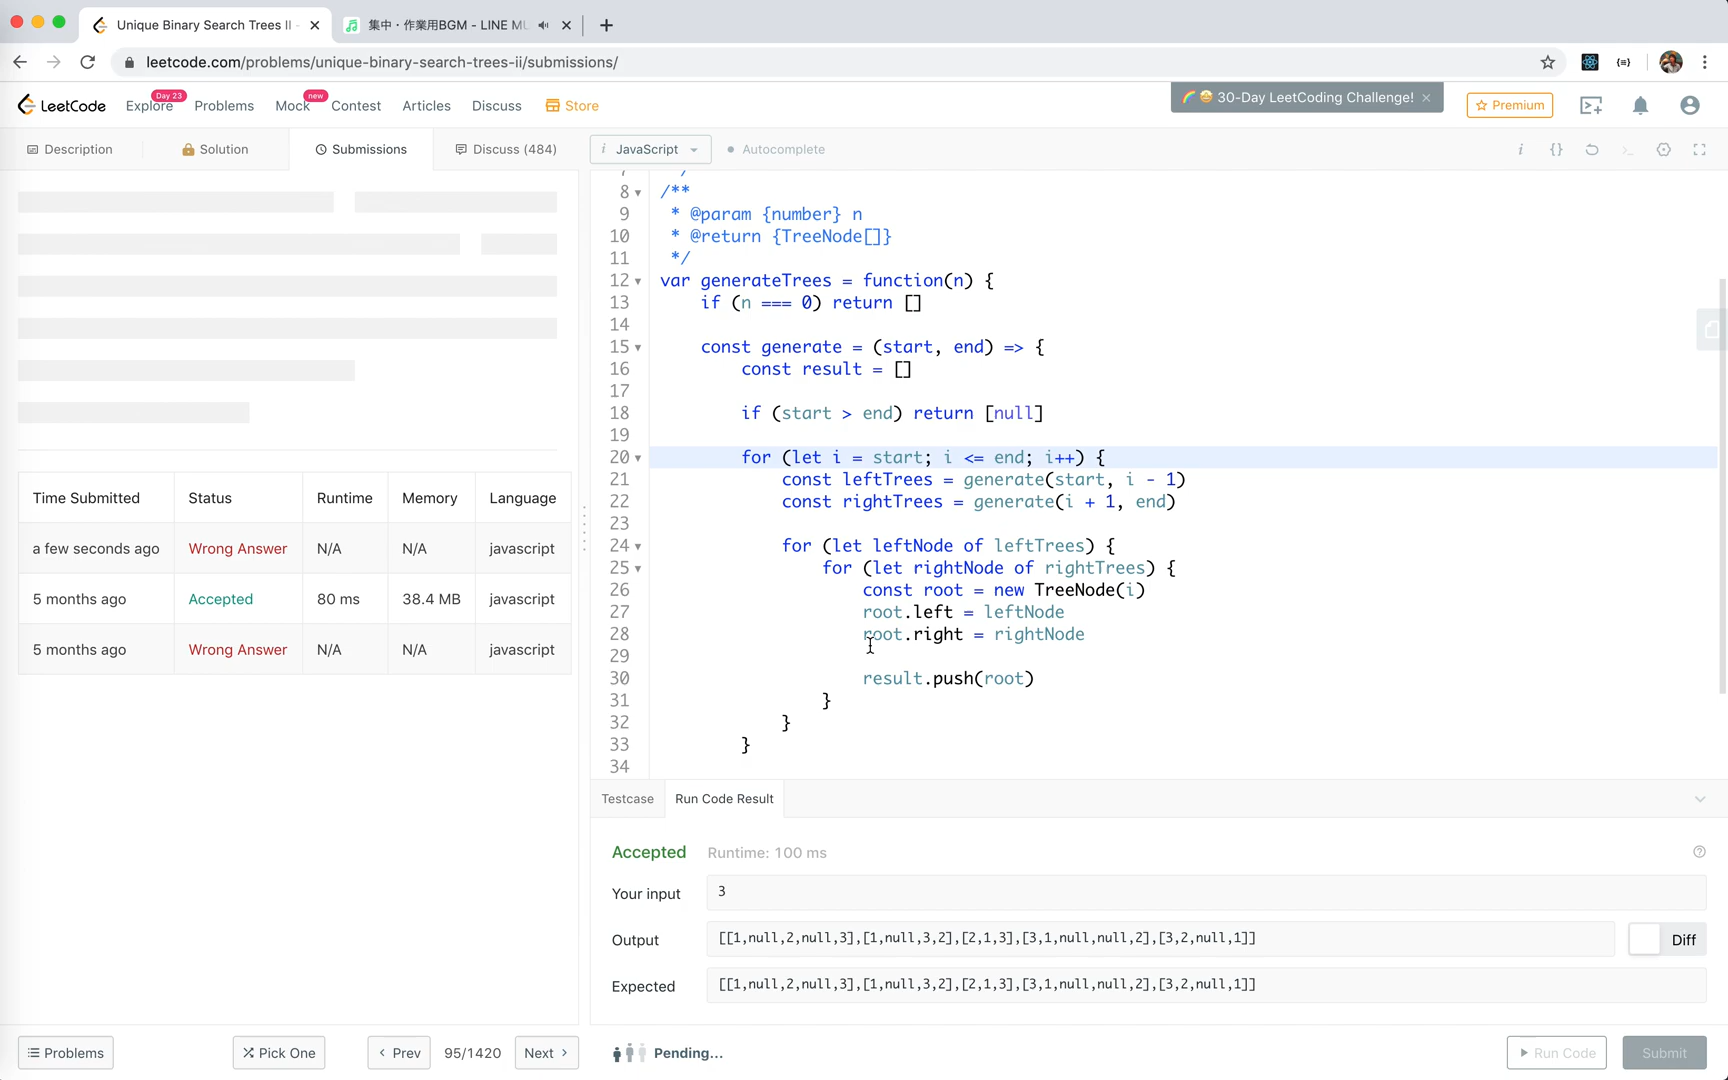 Unique Binary Search Trees II -
集中・作業用BGM - LINE MU
leetcode.com/problems/unique-binary-search-trees-ii/submissions/
LeetCode
Explore
Day 23
Problems
Mock
new
Contest
Articles
Discuss
Store
30-Day LeetCoding Challenge!
Premium
Description
Solution
Submissions
Discuss (484)
i JavaScript
Autocomplete
8 /**
9 * @param {number} n
10 * @return {TreeNode[]}
11 */
12 var generateTrees = function(n) {
13 if (n === 0) return []
14
15 const generate = (start, end) => {
16 const result = []
17
18 if (start > end) return [null]
19
20 for (let i = start; i <= end; i++) {
21 const leftTrees = generate(start, i - 1)
22 const rightTrees = generate(i + 1, end)
23
24 for (let leftNode of leftTrees) {
25 for (let rightNode of rightTrees) {
26 const root = new TreeNode(i)
27 root.left = leftNode
28 root.right = rightNode
29
30 result.push(root)
31 }
32 }
33 }
34
Time Submitted Status Runtime Memory Language
a few seconds ago Wrong Answer N/A N/A javascript
5 months ago Accepted 80 ms 38.4 MB javascript
5 months ago Wrong Answer N/A N/A javascript
Testcase
Run Code Result
Accepted Runtime: 100 ms
Your input 3
Output [[1,null,2,null,3],[1,null,3,2],[2,1,3],[3,1,null,null,2],[3,2,null,1]]
Diff
Expected [[1,null,2,null,3],[1,null,3,2],[2,1,3],[3,1,null,null,2],[3,2,null,1]]
Problems
Pick One
Prev
95/1420
Next
Pending...
Run Code
Submit